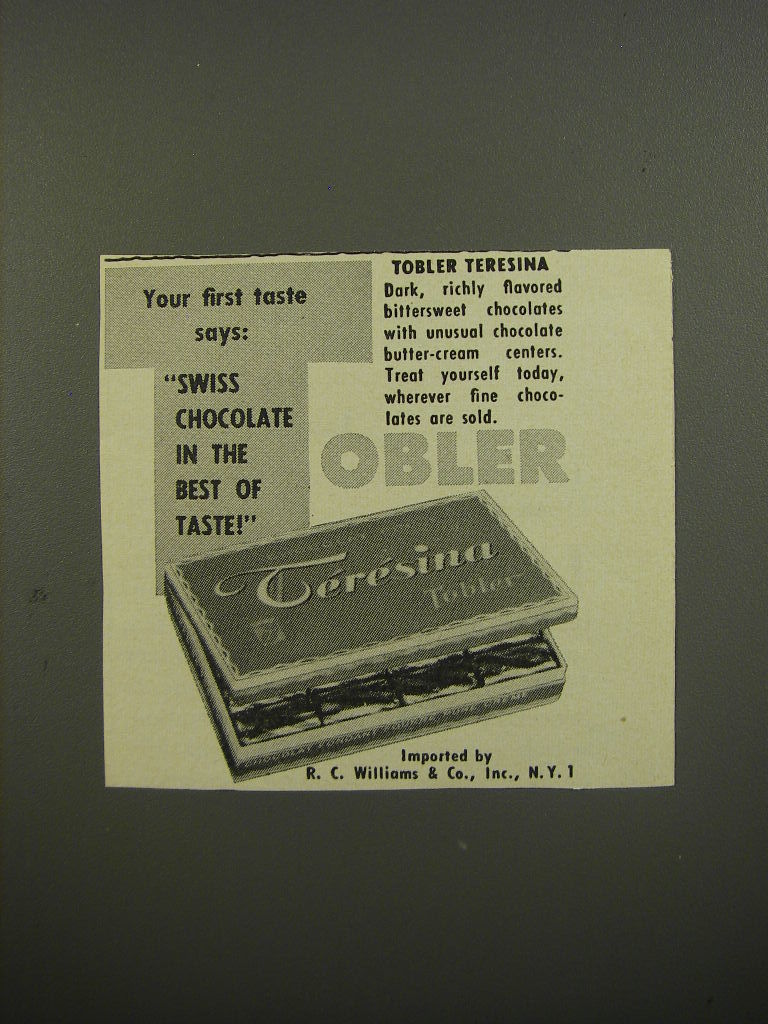 Your first taste
says:
"SWISS
CHOCOLATE
IN THE
BEST OF
TASTE!"
TOBLER TERESINA
Dark, richly flavored
bittersweet chocolates
with unusual chocolate
butter-cream centers.
Treat yourself today,
wherever fine choco-
lates are sold.
TOBLER
Terésina
Tobler
Imported by
R. C. Williams & Co., Inc., N.Y. 1